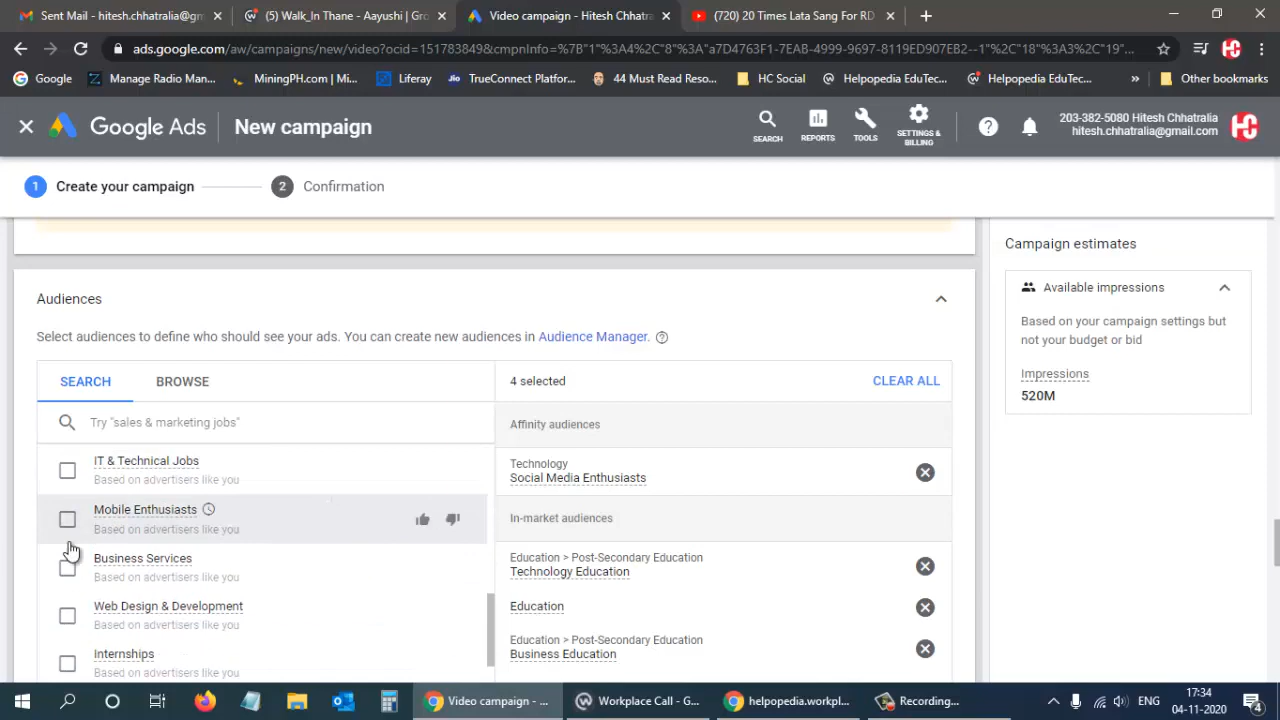 Sent Mail - hitesh.chhatralia@gm
(5) Walk_In Thane - Aayushi | Gro
Video campaign - Hitesh Chhatra
(720) 20 Times Lata Sang For RD
ads.google.com/aw/campaigns/new/video?ocid=151783849&cmpnInfo=%7B"1"%3A4%2C"8"%3A"a7D4763F1-7EAB-4999-9697-8119ED907EB2--1"%2C"18"%3A3%2C"19"...
Google
Manage Radio Man...
MiningPH.com | Mi...
Liferay
Jio
TrueConnect Platfor...
44 Must Read Reso...
HC Social
Helpopedia EduTec...
Helpopedia EduTec...
»
Other bookmarks
Google Ads
New campaign
SEARCH
REPORTS
TOOLS
SETTINGS &
BILLING
203-382-5080 Hitesh Chhatralia
hitesh.chhatralia@gmail.com
1 Create your campaign
2 Confirmation
Audiences
Select audiences to define who should see your ads. You can create new audiences in Audience Manager.
SEARCH
BROWSE
Try "sales & marketing jobs"
IT & Technical Jobs
Based on advertisers like you
Mobile Enthusiasts
Based on advertisers like you
Business Services
Based on advertisers like you
Web Design & Development
Based on advertisers like you
Internships
Based on advertisers like you
4 selected
CLEAR ALL
Affinity audiences
Technology
Social Media Enthusiasts
In-market audiences
Education > Post-Secondary Education
Technology Education
Education
Education > Post-Secondary Education
Business Education
Campaign estimates
Available impressions
Based on your campaign settings but
not your budget or bid
Impressions
520M
Video campaign - ...
Workplace Call - G...
helpopedia.workpl...
Recording...
ENG
17:34
04-11-2020
4